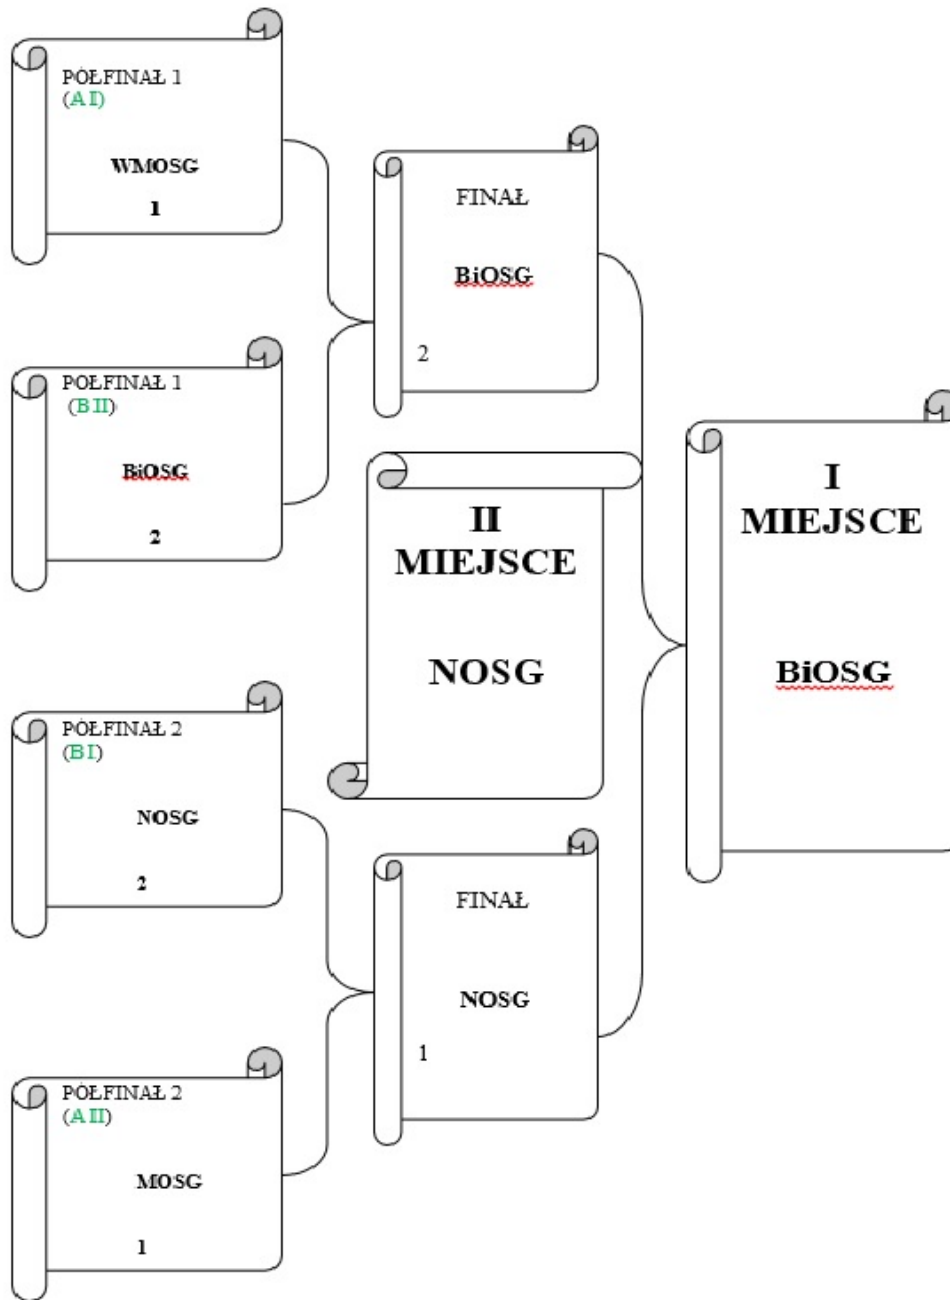 PÓŁFINAŁ 1
(A I)
WMOSG
1
PÓŁFINAŁ 1
(B II)
BiOSG
2
FINAŁ
BiOSG
2
II
MIEJSCE
NOSG
I
MIEJSCE
BiOSG
PÓŁFINAŁ 2
(B I)
NOSG
2
PÓŁFINAŁ 2
(A II)
MOSG
1
FINAŁ
NOSG
1